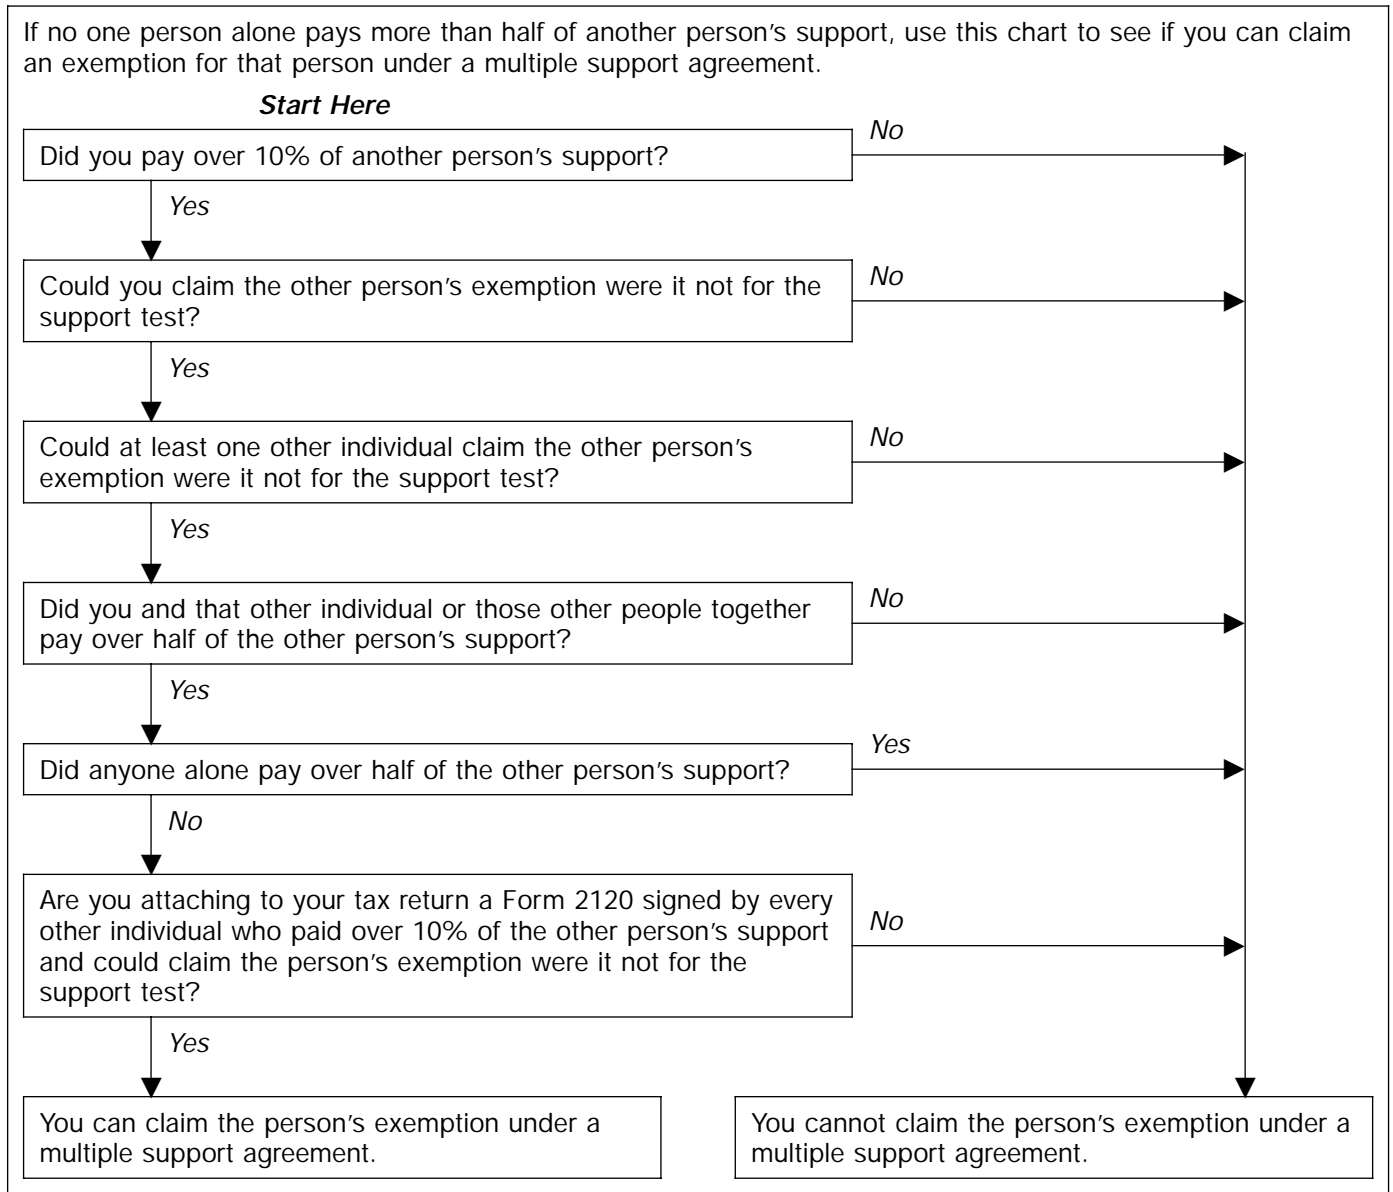 If no one person alone pays more than half of another person's support, use this chart to see if you can claim
an exemption for that person under a multiple support agreement.
Start Here
Did you pay over 10% of another person's support?
No
Yes
Could you claim the other person's exemption were it not for the
support test?
No
Yes
Could at least one other individual claim the other person's
exemption were it not for the support test?
No
Yes
Did you and that other individual or those other people together
pay over half of the other person's support?
No
Yes
Did anyone alone pay over half of the other person's support?
Yes
No
Are you attaching to your tax return a Form 2120 signed by every
other individual who paid over 10% of the other person's support
and could claim the person's exemption were it not for the
support test?
No
Yes
You can claim the person's exemption under a
multiple support agreement.
You cannot claim the person's exemption under a
multiple support agreement.